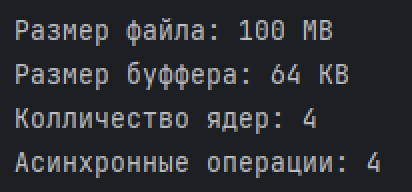 Размер файла: 100 MB
Размер буффера: 64 KB
Колличество ядер: 4
Асинхронные операции: 4